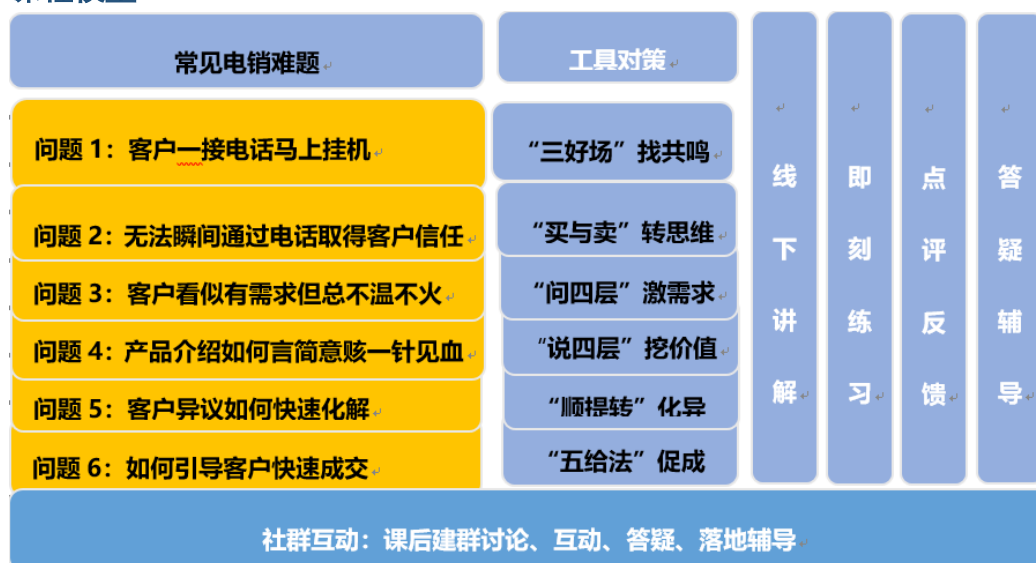 常见电销难题
工具对策
问题 1：客户一接电话马上挂机
“三好场”找共鸣
问题 2：无法瞬间通过电话取得客户信任
“买与卖”转思维
问题 3：客户看似有需求但总不温不火
“问四层”激需求
问题 4：产品介绍如何言简意赅一针见血
“说四层”挖价值
问题 5：客户异议如何快速化解
“顺提转”化异
问题 6：如何引导客户快速成交
“五给法”促成
线下讲解
即刻练习
点评反馈
答疑辅导
社群互动：课后建群讨论、互动、答疑、落地辅导